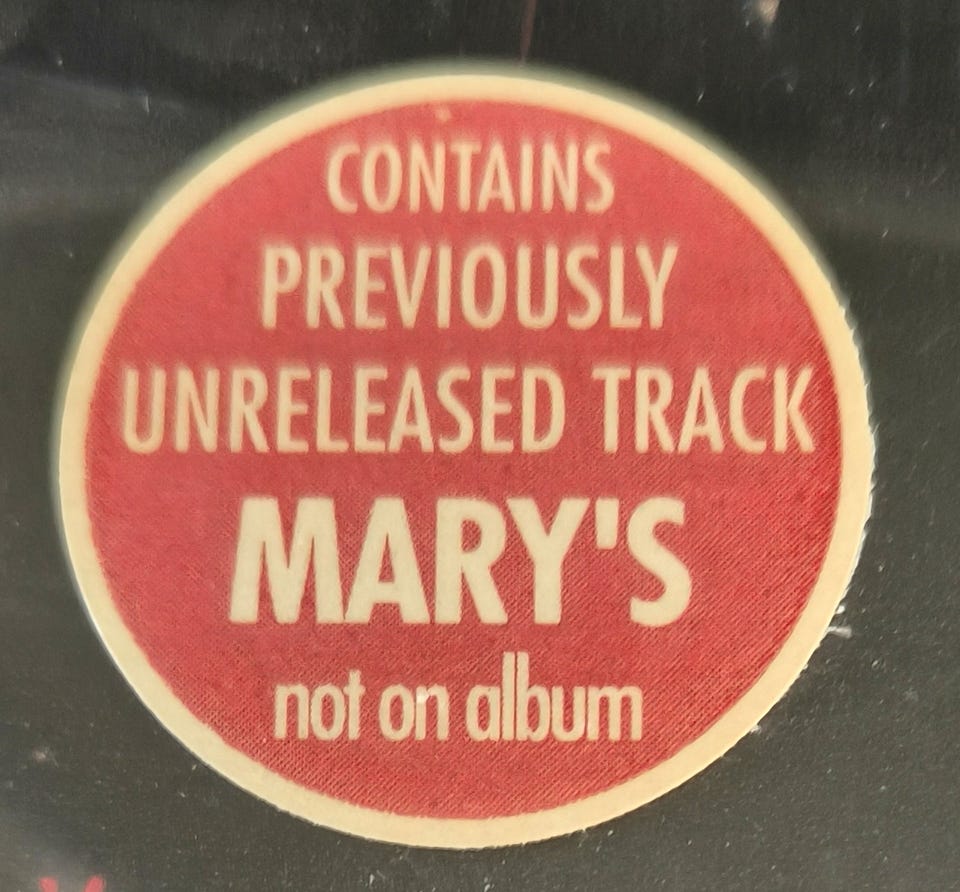 CONTAINS
PREVIOUSLY
UNRELEASED TRACK
MARY'S
not on album